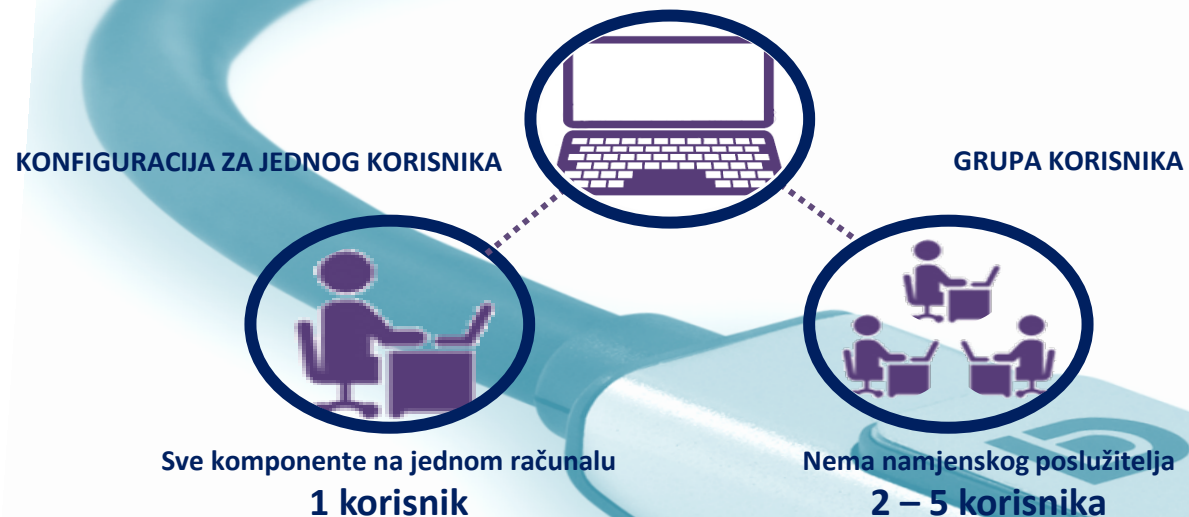 KONFIGURACIJA ZA JEDNOG KORISNIKA
GRUPA KORISNIKA
Sve komponente na jednom računalu
1 korisnik
Nema namjenskog poslužitelja
2 – 5 korisnika